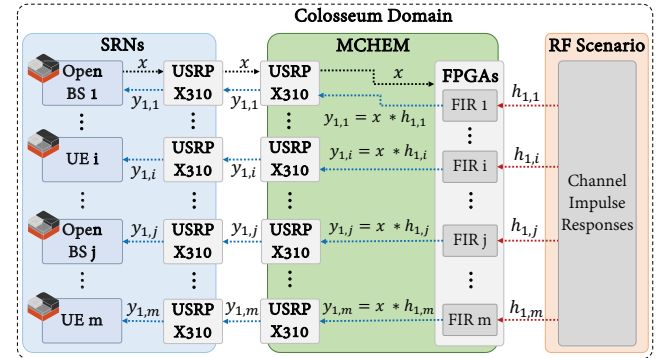 Colosseum Domain
SRNs
MCHEM
RF Scenario
Open
BS 1
x
USRP
X310
x
USRP
X310
x
FPGAs
y₁,₁
y₁,₁
y₁,₁ = x ∗ h₁,₁
FIR 1
h₁,₁
UE i
y₁,ᵢ
USRP
X310
y₁,ᵢ
USRP
X310
y₁,ᵢ = x ∗ h₁,ᵢ
FIR i
h₁,ᵢ
Channel
Impulse
Responses
Open
BS j
y₁,ⱼ
USRP
X310
y₁,ⱼ
USRP
X310
y₁,ⱼ = x ∗ h₁,ⱼ
FIR j
h₁,ⱼ
UE m
y₁,ₘ
USRP
X310
y₁,ₘ
USRP
X310
y₁,ₘ = x ∗ h₁,ₘ
FIR m
h₁,ₘ